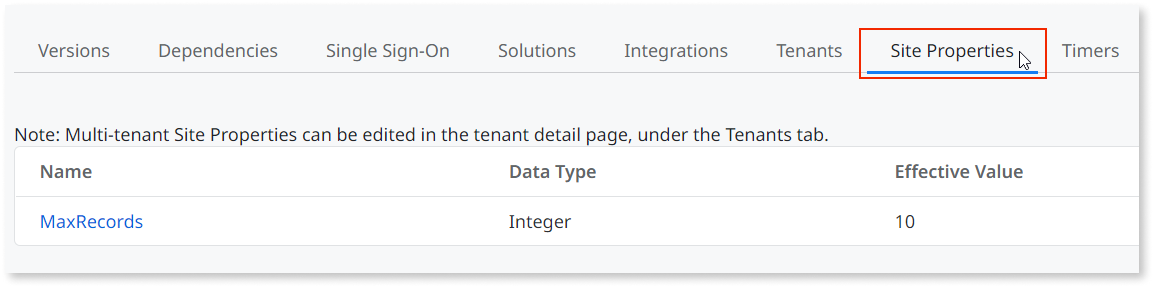 Versions Dependencies Single Sign-On Solutions Integrations Tenants Site Properties Timers
Note: Multi-tenant Site Properties can be edited in the tenant detail page, under the Tenants tab.
Name Data Type Effective Value
MaxRecords Integer 10